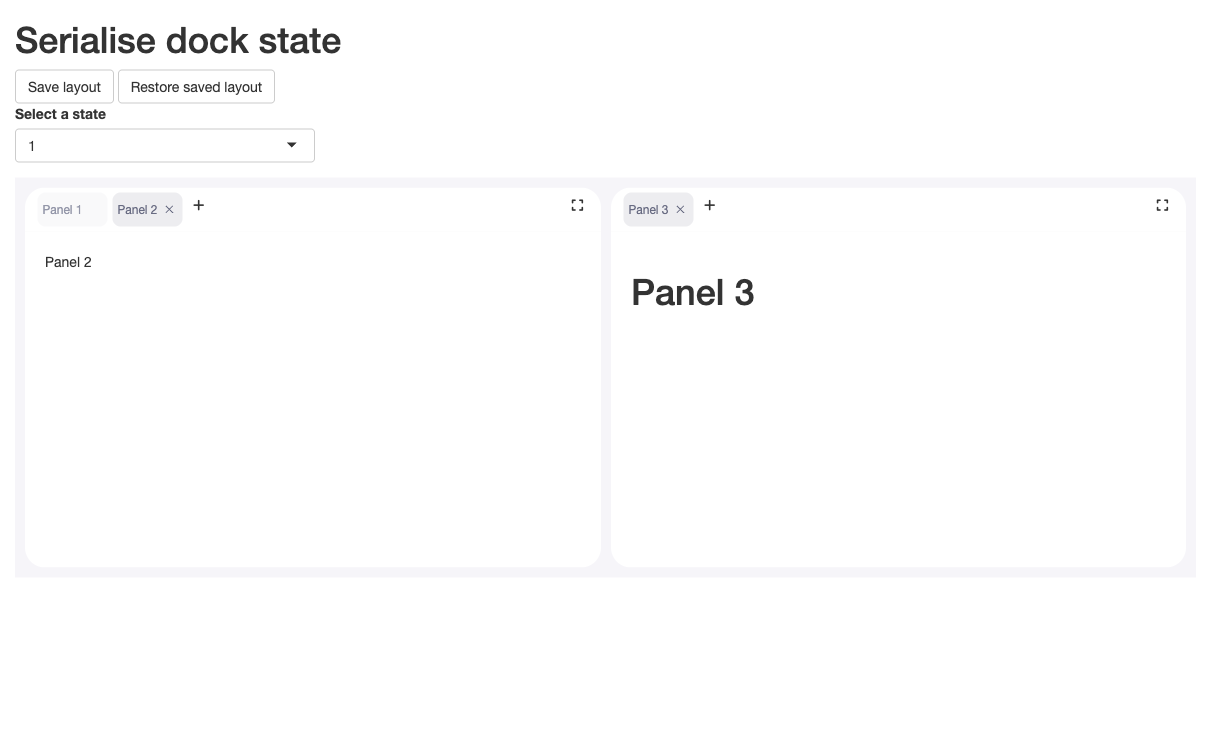 Serialise dock state
Save layout Restore saved layout
Select a state
1
Panel 1 Panel 2 Panel 3
Panel 2
Panel 3